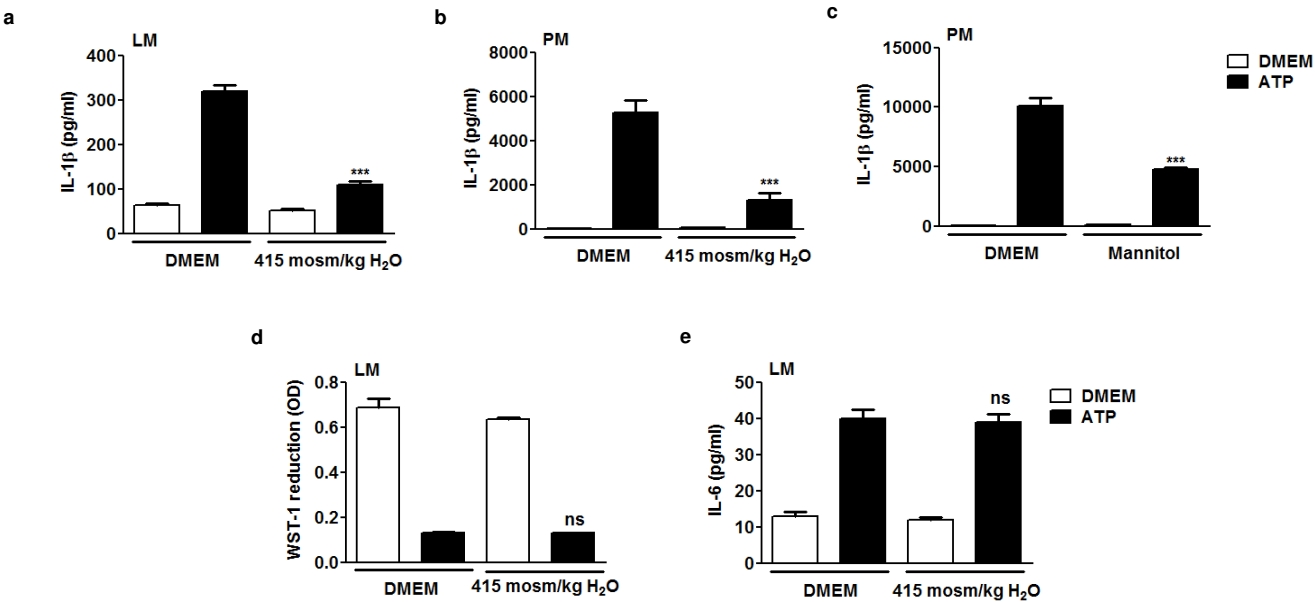 a
LM
IL-1β (pg/ml)
400
300
200
100
0
***
DMEM
415 mosm/kg H₂O
b
PM
IL-1β (pg/ml)
8000
6000
4000
2000
0
***
DMEM
415 mosm/kg H₂O
c
PM
IL-1β (pg/ml)
15000
10000
5000
0
***
DMEM
Mannitol
DMEM
ATP
d
LM
WST-1 reduction (OD)
0.8
0.6
0.4
0.2
0.0
ns
DMEM
415 mosm/kg H₂O
e
LM
IL-6 (pg/ml)
50
40
30
20
10
0
ns
DMEM
415 mosm/kg H₂O
DMEM
ATP